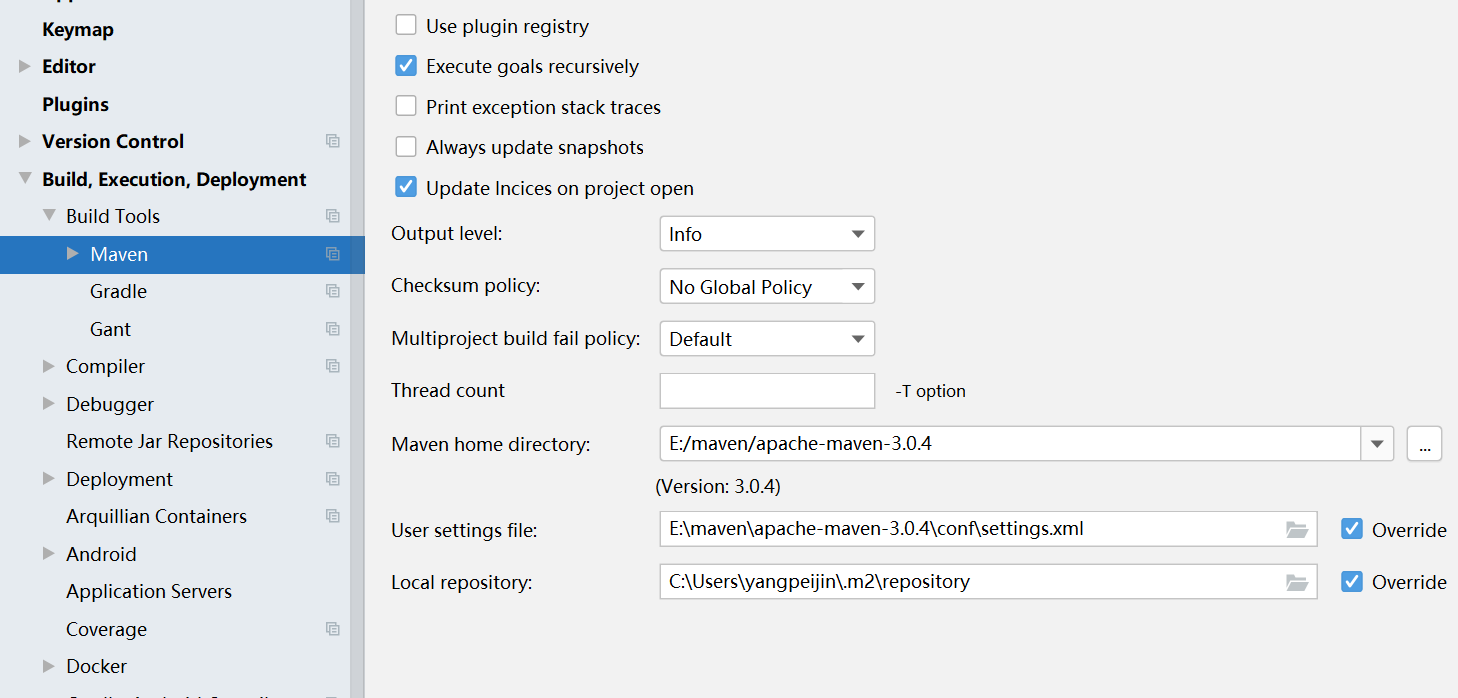 Keymap
Editor
Plugins
Version Control
Build, Execution, Deployment
Build Tools
Maven
Gradle
Gant
Compiler
Debugger
Remote Jar Repositories
Deployment
Arquillian Containers
Android
Application Servers
Coverage
Docker
Use plugin registry
Execute goals recursively
Print exception stack traces
Always update snapshots
Update Incices on project open
Output level: Info
Checksum policy: No Global Policy
Multiproject build fail policy: Default
Thread count -T option
Maven home directory: E:/maven/apache-maven-3.0.4 ...
(Version: 3.0.4)
User settings file: E:\maven\apache-maven-3.0.4\conf\settings.xml Override
Local repository: C:\Users\yangpeijin\.m2\repository Override